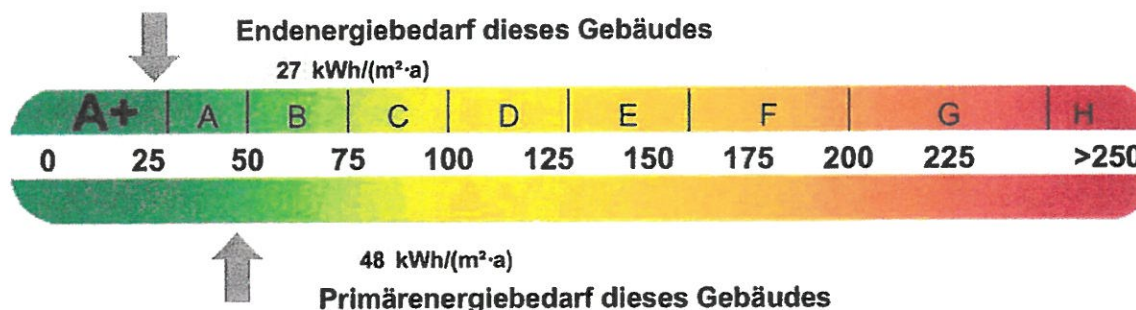 Endenergiebedarf dieses Gebäudes
27 kWh/(m²·a)
A+ A B C D E F G H
0 25 50 75 100 125 150 175 200 225 >250
48 kWh/(m²·a)
Primärenergiebedarf dieses Gebäudes